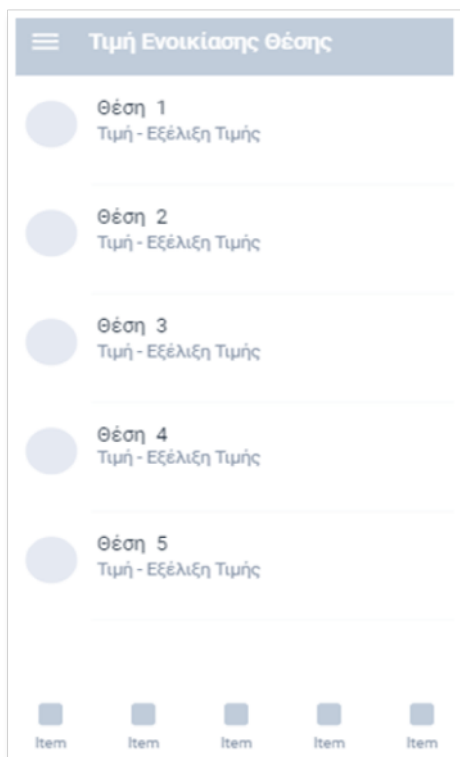 Τιμή Ενοικίασης Θέσης
Θέση 1
Τιμή - Εξέλιξη Τιμής
Θέση 2
Τιμή - Εξέλιξη Τιμής
Θέση 3
Τιμή - Εξέλιξη Τιμής
Θέση 4
Τιμή - Εξέλιξη Τιμής
Θέση 5
Τιμή - Εξέλιξη Τιμής
Item Item Item Item Item